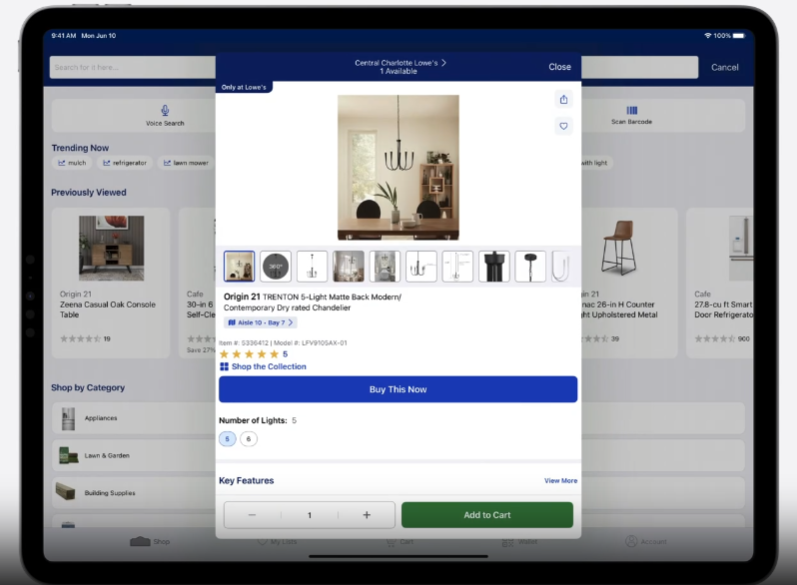 9:41 AM Mon Jun 10
100%
Central Charlotte Lowe's
1 Available
Close
Search for it here...
Cancel
Only at Lowe's
Voice Search
Scan Barcode
Trending Now
mulch
refrigerator
lawn mower
with light
Previously Viewed
360°
Origin 21
Zeena Casual Oak Console
Table
19
Cafe
30-in 6
Self-Cle
Save 27%
Origin 21 TRENTON 5-Light Matte Back Modern/
Contemporary Dry rated Chandelier
Aisle 10 - Bay 7
Item #: 5336412 | Model #: LFV9105AX-01
5
Shop the Collection
Buy This Now
Number of Lights: 5
5
6
Key Features
View More
1
Add to Cart
in 21
nac 26-in H Counter
ht Upholstered Metal
39
Cafe
27.8-cu ft Smart
Door Refrigerato
900
Shop by Category
Appliances
Lawn & Garden
Building Supplies
Shop
My Lists
Cart
Wallet
Account